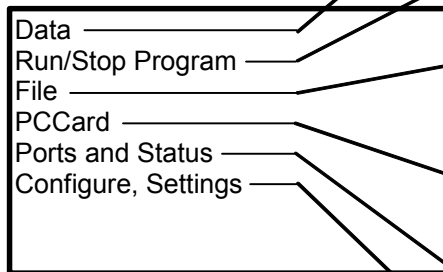 Data
Run/Stop Program
File
PCCard
Ports and Status
Configure, Settings